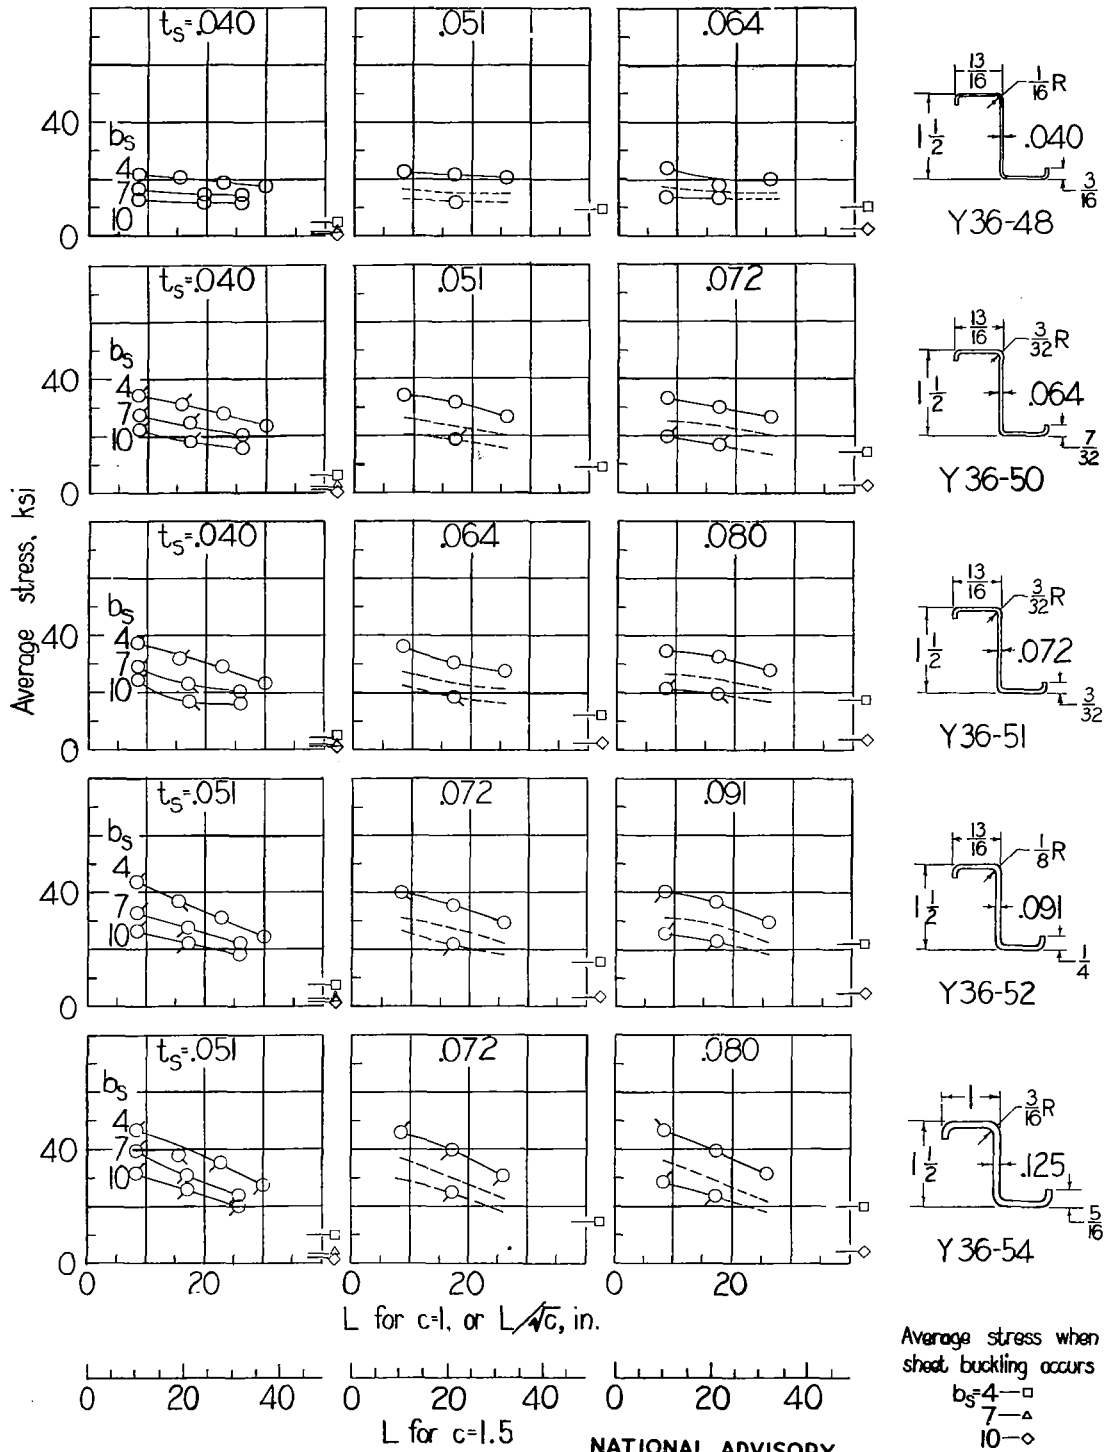 tₛ=.040 .051 .064
40
bₛ
4
7
10
0
13/16 1/16 R
1 1/2 .040
3/16
Y36-48
tₛ=.040 .051 .072
bₛ
40
4
7
10
0
13/16 3/32 R
1 1/2 .064
7/32
Y36-50
Average stress, ksi
tₛ=.040 .064 .080
bₛ
40
4
7
10
0
13/16 3/32 R
1 1/2 .072
3/32
Y36-51
tₛ=.051 .072 .091
bₛ
4
40
7
10
0
13/16 1/8 R
1 1/2 .091
1/4
Y36-52
tₛ=.051 .072 .080
bₛ
4
40
7
10
0
1 3/16 R
1 1/2 .125
5/16
Y36-54
0 20 0 20 0 20
L for c=1, or L/√c, in.
0 20 40 0 20 40 0 20 40
L for c=1.5
Average stress when
sheet buckling occurs
bₛ=4—□
7—△
10—◇
NATIONAL ADVISORY